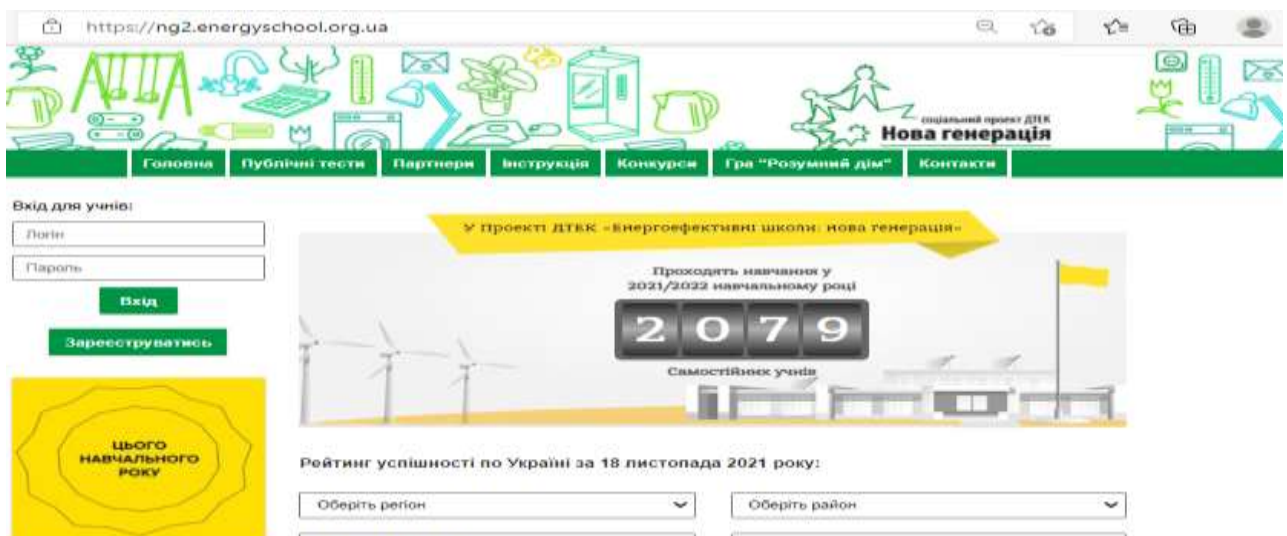 https://ng2.energyschool.org.ua
соціальний проект ДТЕК
Нова генерація
Головна Публічні тести Партнери Інструкція Конкурси Гра "Розумний дім" Контакти
Вхід для учнів:
Логін
Пароль
Вхід
Зареєструватись
ЦЬОГО
НАВЧАЛЬНОГО
РОКУ
У Проекті ДТЕК «Енергоефективні школи: нова генерація»
Проходять навчання у
2021/2022 навчальному році
2079
Самостійних учнів
Рейтинг успішності по Україні за 18 листопада 2021 року:
Оберіть регіон
Оберіть район